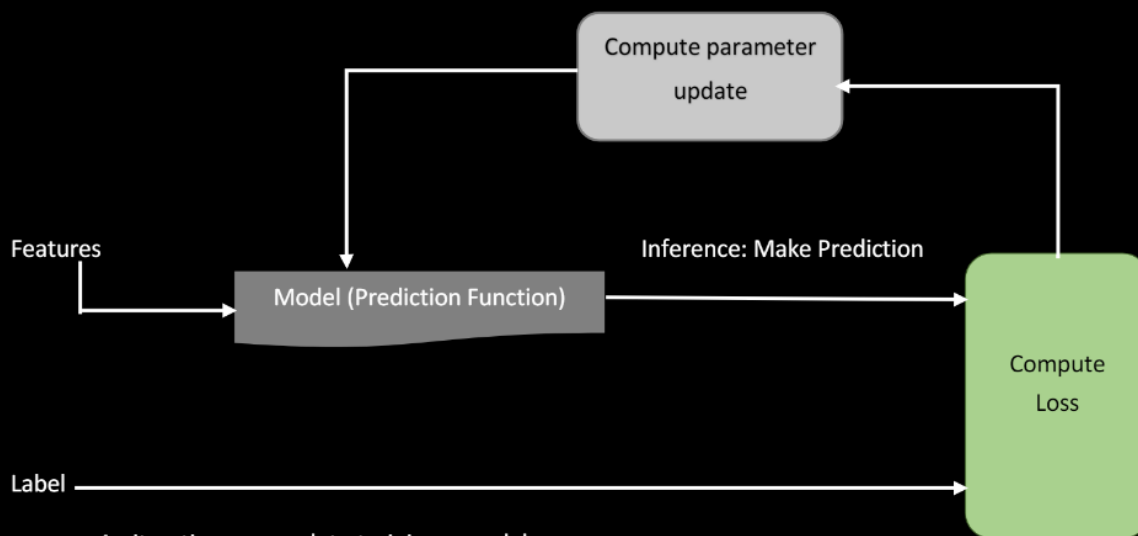 Compute parameter
update
Features
Inference: Make Prediction
Model (Prediction Function)
Compute
Loss
Label